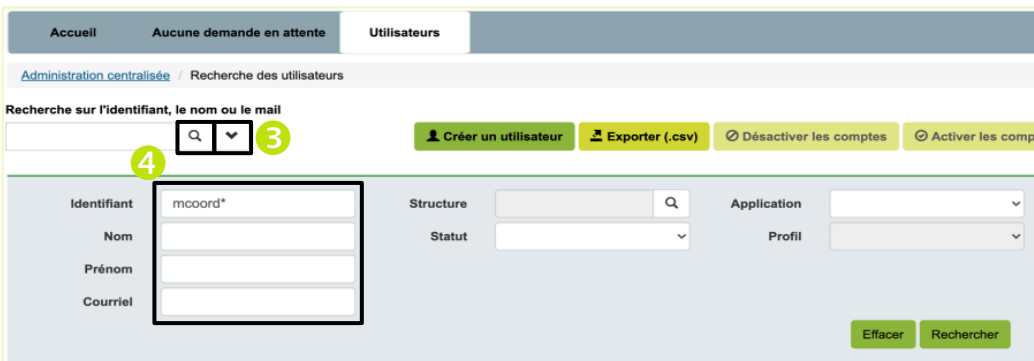 Accueil Aucune demande en attente Utilisateurs
Administration centralisée / Recherche des utilisateurs
Recherche sur l'identifiant, le nom ou le mail
3
Créer un utilisateur Exporter (.csv) Désactiver les comptes Activer les comp
4
Identifiant mcoord* Structure Application
Nom Statut Profil
Prénom
Courriel
Effacer Rechercher